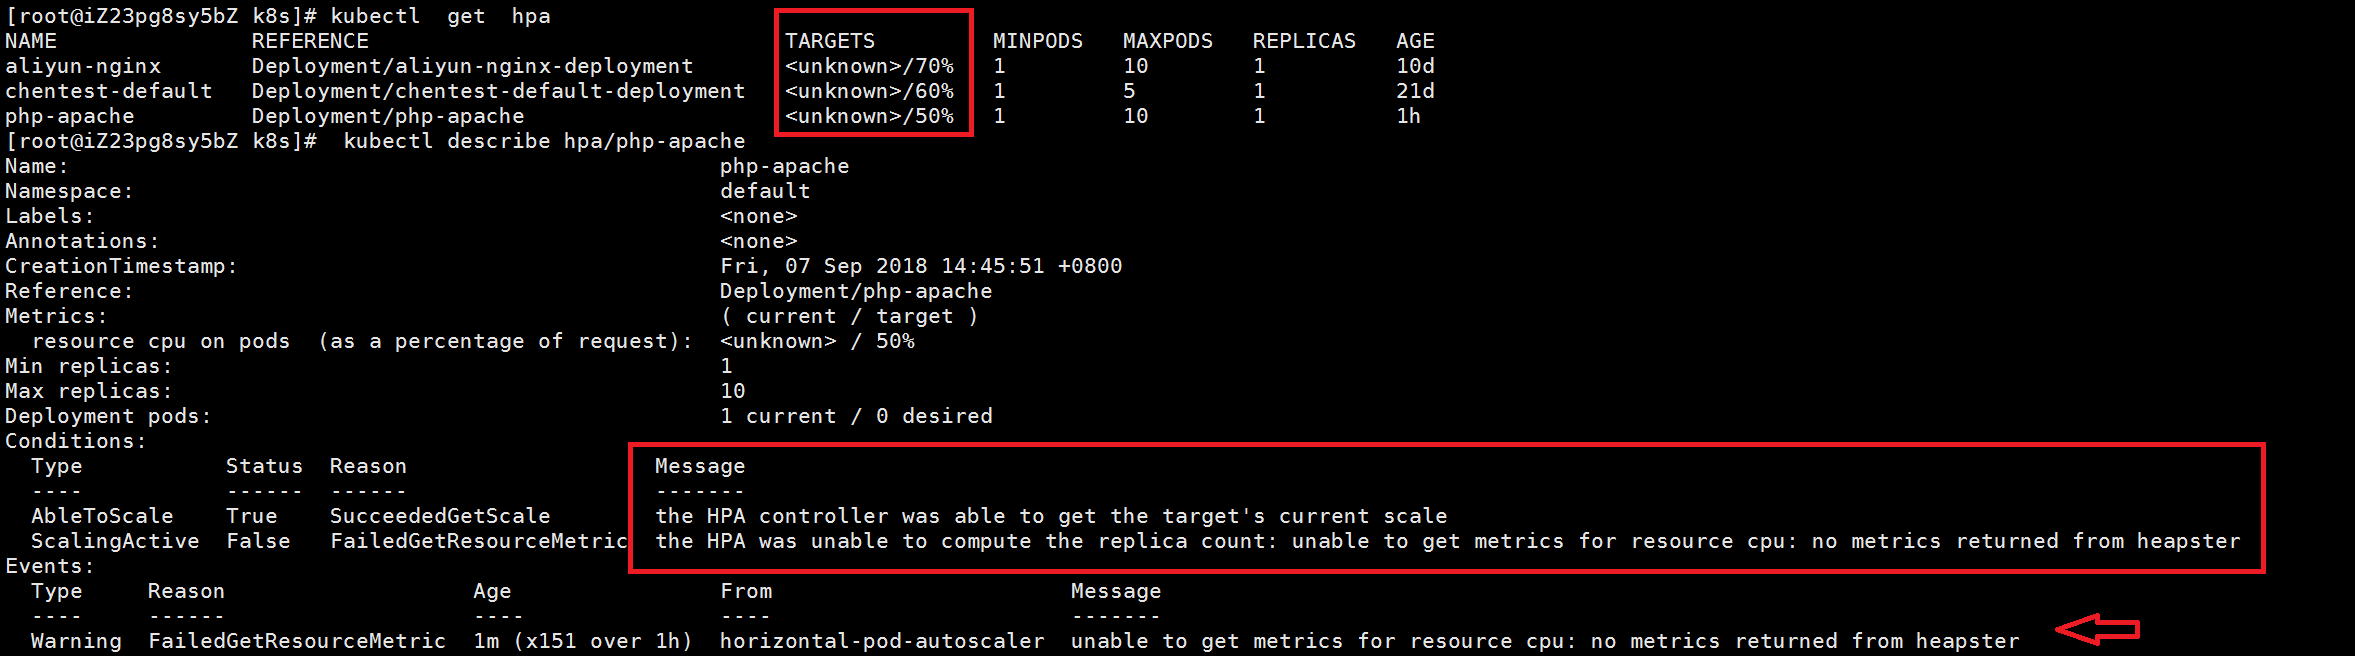 [root@iZ23pg8sy5bZ k8s]# kubectl  get  hpa
NAME               REFERENCE                                TARGETS         MINPODS   MAXPODS   REPLICAS   AGE
aliyun-nginx       Deployment/aliyun-nginx-deployment       <unknown>/70%   1         10        1          10d
chentest-default   Deployment/chentest-default-deployment   <unknown>/60%   1         5         1          21d
php-apache         Deployment/php-apache                    <unknown>/50%   1         10        1          1h
[root@iZ23pg8sy5bZ k8s]#  kubectl describe hpa/php-apache
Name:                                                  php-apache
Namespace:                                             default
Labels:                                                <none>
Annotations:                                           <none>
CreationTimestamp:                                     Fri, 07 Sep 2018 14:45:51 +0800
Reference:                                             Deployment/php-apache
Metrics:                                               ( current / target )
  resource cpu on pods  (as a percentage of request):  <unknown> / 50%
Min replicas:                                          1
Max replicas:                                          10
Deployment pods:                                       1 current / 0 desired
Conditions:
  Type           Status  Reason                   Message
  ----           ------  ------                   -------
  AbleToScale    True    SucceededGetScale        the HPA controller was able to get the target's current scale
  ScalingActive  False   FailedGetResourceMetric  the HPA was unable to compute the replica count: unable to get metrics for resource cpu: no metrics returned from heapster
Events:
  Type     Reason                   Age                From                       Message
  ----     ------                   ----               ----                       -------
  Warning  FailedGetResourceMetric  1m (x151 over 1h)  horizontal-pod-autoscaler  unable to get metrics for resource cpu: no metrics returned from heapster